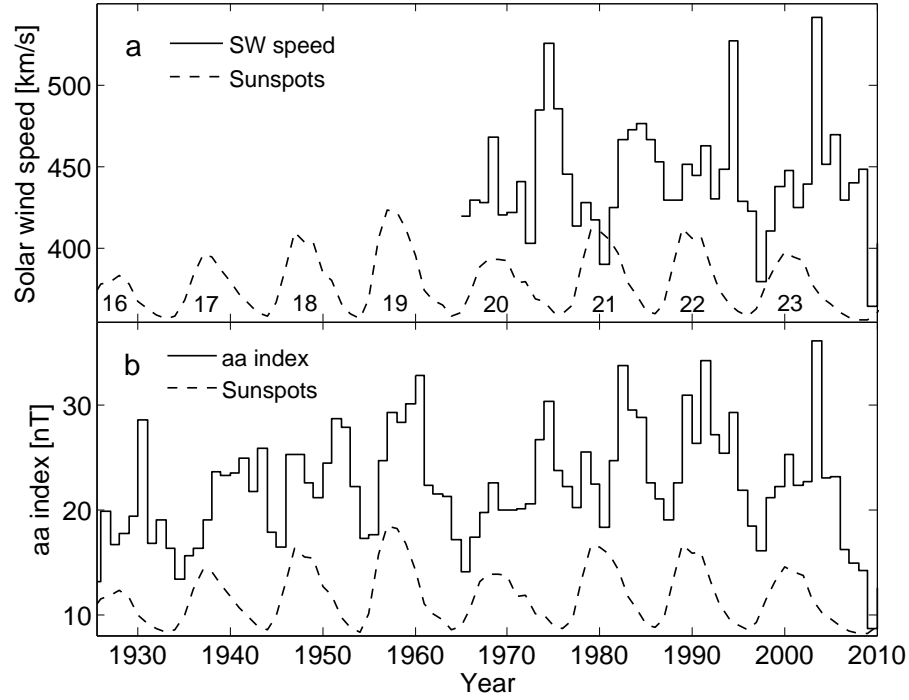 a
SW speed
Sunspots
Solar wind speed [km/s]
500
450
400
16 17 18 19 20 21 22 23
b
aa index
Sunspots
aa index [nT]
30
20
10
1930 1940 1950 1960 1970 1980 1990 2000 2010
Year